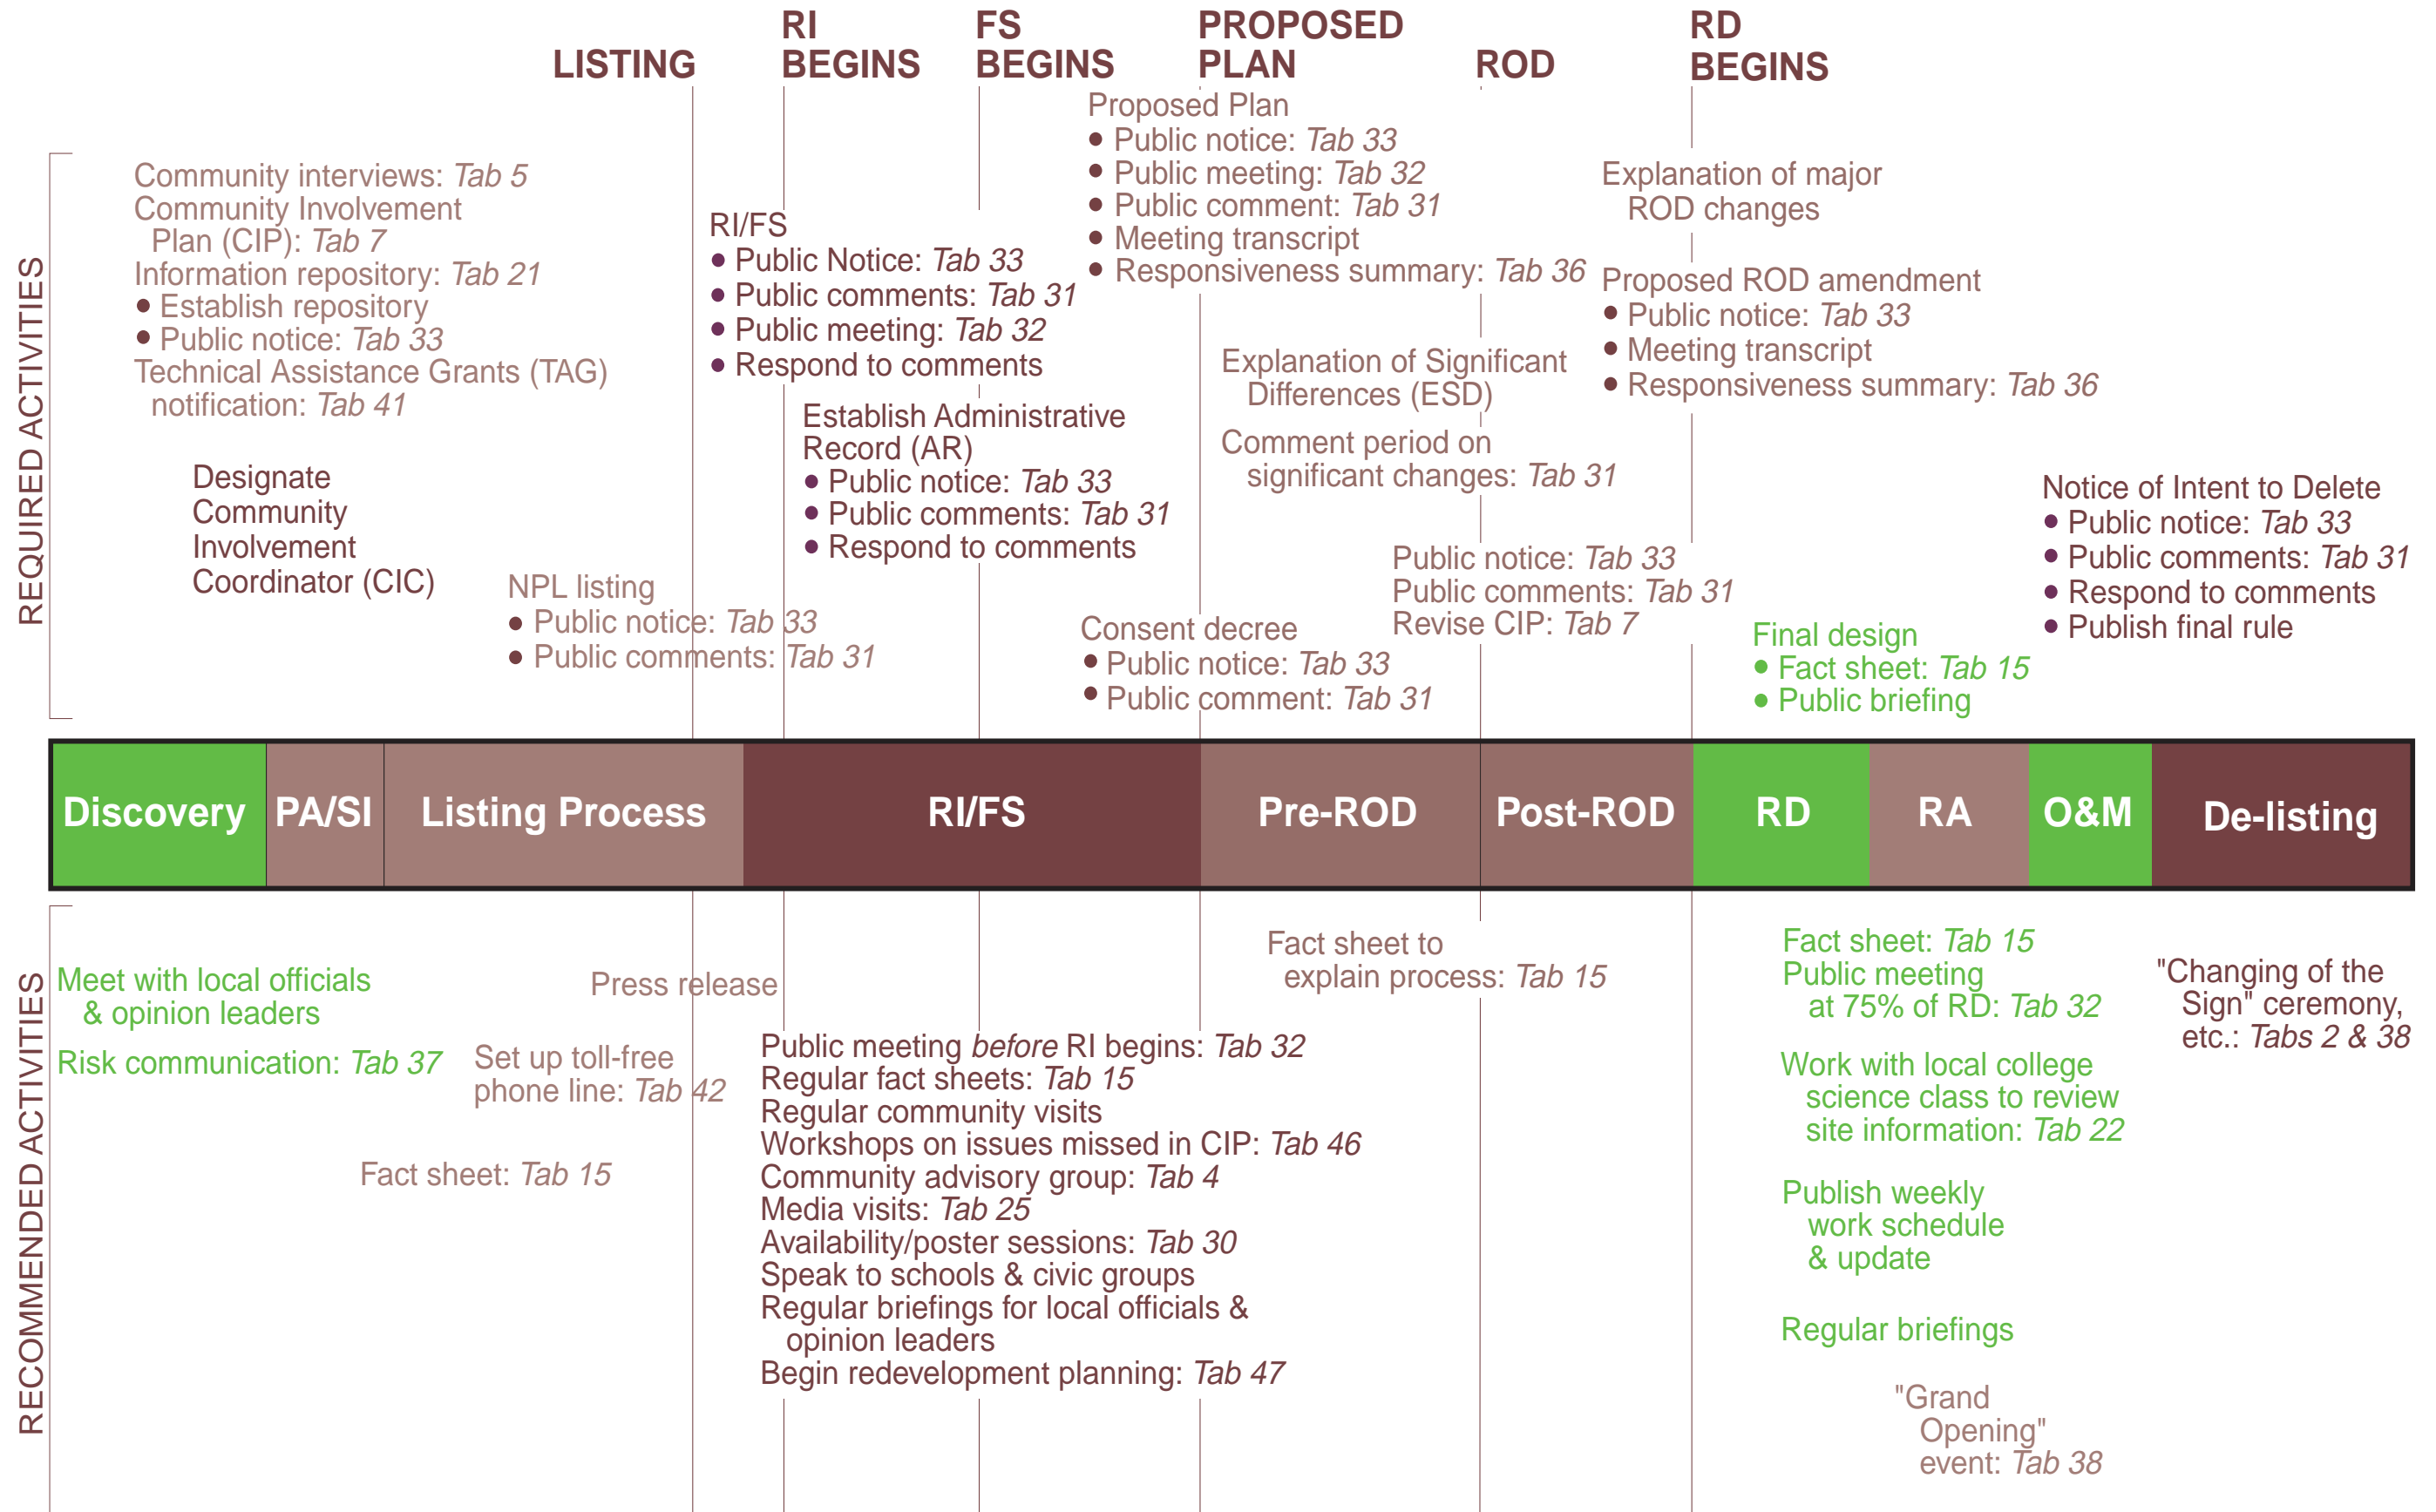 LISTING
RI
BEGINS
FS
BEGINS
PROPOSED
PLAN
ROD
RD
BEGINS
REQUIRED ACTIVITIES
Community interviews: Tab 5
Community Involvement
Plan (CIP): Tab 7
Information repository: Tab 21
• Establish repository
• Public notice: Tab 33
Technical Assistance Grants (TAG)
notification: Tab 41
Designate
Community
Involvement
Coordinator (CIC)
NPL listing
• Public notice: Tab 33
• Public comments: Tab 31
RI/FS
• Public Notice: Tab 33
• Public comments: Tab 31
• Public meeting: Tab 32
• Respond to comments
Establish Administrative
Record (AR)
• Public notice: Tab 33
• Public comments: Tab 31
• Respond to comments
Proposed Plan
• Public notice: Tab 33
• Public meeting: Tab 32
• Public comment: Tab 31
• Meeting transcript
• Responsiveness summary: Tab 36
Explanation of Significant
Differences (ESD)
Comment period on
significant changes: Tab 31
Public notice: Tab 33
Public comments: Tab 31
Revise CIP: Tab 7
Consent decree
• Public notice: Tab 33
• Public comment: Tab 31
Explanation of major
ROD changes
Proposed ROD amendment
• Public notice: Tab 33
• Meeting transcript
• Responsiveness summary: Tab 36
Final design
• Fact sheet: Tab 15
• Public briefing
Notice of Intent to Delete
• Public notice: Tab 33
• Public comments: Tab 31
• Respond to comments
• Publish final rule
Discovery
PA/SI
Listing Process
RI/FS
Pre-ROD
Post-ROD
RD
RA
O&M
De-listing
RECOMMENDED ACTIVITIES
Meet with local officials
& opinion leaders
Risk communication: Tab 37
Press release
Set up toll-free
phone line: Tab 42
Fact sheet: Tab 15
Public meeting before RI begins: Tab 32
Regular fact sheets: Tab 15
Regular community visits
Workshops on issues missed in CIP: Tab 46
Community advisory group: Tab 4
Media visits: Tab 25
Availability/poster sessions: Tab 30
Speak to schools & civic groups
Regular briefings for local officials &
opinion leaders
Begin redevelopment planning: Tab 47
Fact sheet to
explain process: Tab 15
Fact sheet: Tab 15
Public meeting
at 75% of RD: Tab 32
Work with local college
science class to review
site information: Tab 22
Publish weekly
work schedule
& update
Regular briefings
"Grand
Opening"
event: Tab 38
"Changing of the
Sign" ceremony,
etc.: Tabs 2 & 38